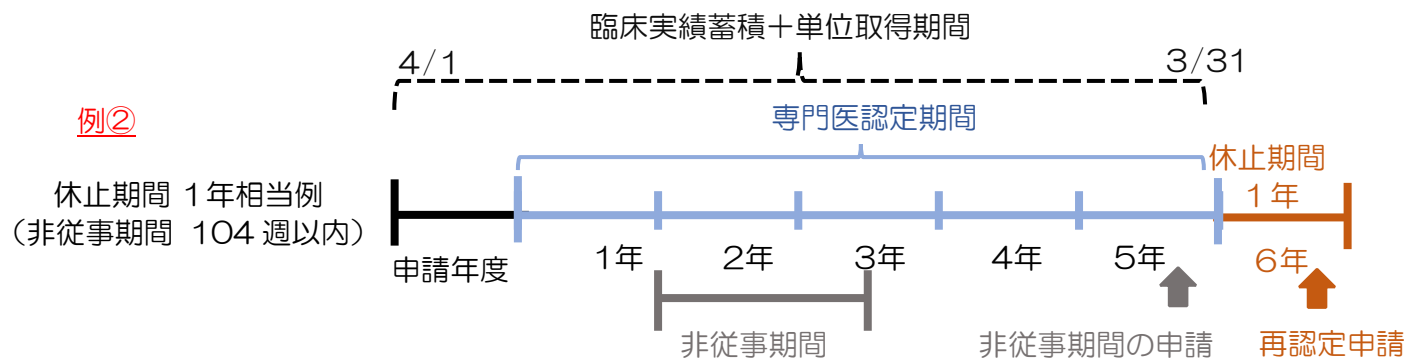 臨床実績蓄積＋単位取得期間
4/1
3/31
例②
専門医認定期間
休止期間
1年
休止期間 1年相当例
（非従事期間 104週以内）
申請年度
1年
2年
3年
4年
5年
6年
非従事期間
非従事期間の申請
再認定申請